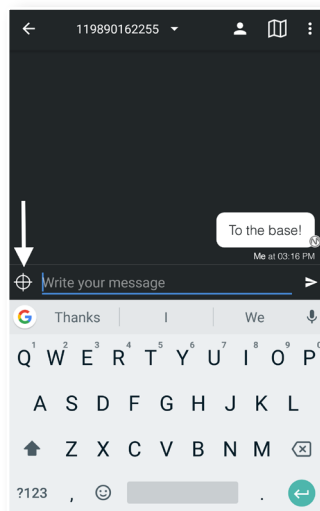 119890162255
To the base!
Me at 03:16 PM
Write your message
G Thanks I We
1 2 3 4 5 6 7 8 9 0
Q W E R T Y U I O P
A S D F G H J K L
Z X C V B N M
?123 , .